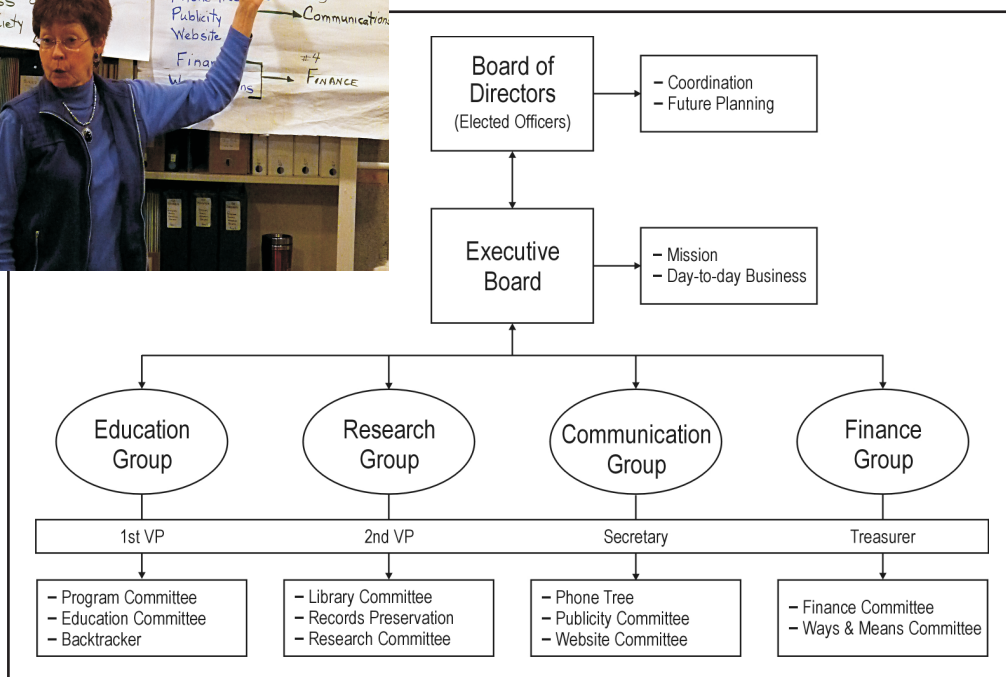 iety
Publicity
Website
Communications
#4
FINANCE
Board of
Directors
(Elected Officers)
– Coordination
– Future Planning
Executive
Board
– Mission
– Day-to-day Business
Education
Group
Research
Group
Communication
Group
Finance
Group
1st VP
2nd VP
Secretary
Treasurer
– Program Committee
– Education Committee
– Backtracker
– Library Committee
– Records Preservation
– Research Committee
– Phone Tree
– Publicity Committee
– Website Committee
– Finance Committee
– Ways & Means Committee